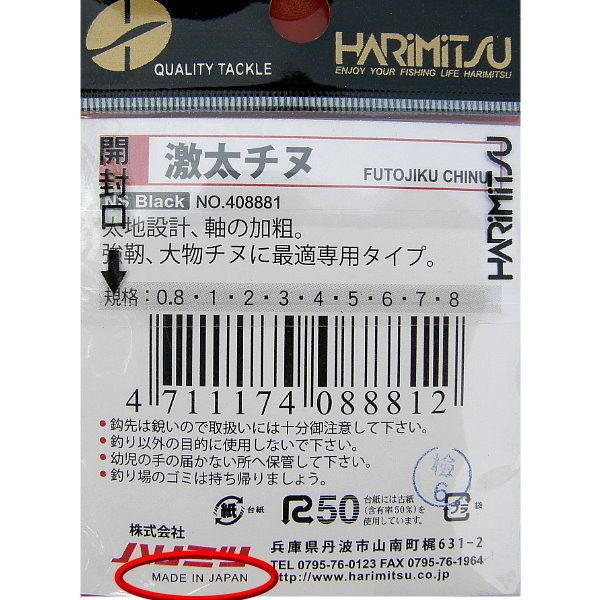 QUALITY TACKLE
HARiMiTSU
ENJOY YOUR FISHING LIFE HARIMITSU
開封口
激太チヌ
FUTOJIKU CHINU
HARiMiTSU
NS Black NO.408881
太地設計、軸の加粗。
強靭、大物チヌに最適専用タイプ。
規格：0.8・1・2・3・4・5・6・7・8
4 711174 088812
• 鈎先は鋭いので取扱いには十分御注意して下さい。
• 釣り以外の目的に使用しないで下さい。
• 幼児の手の届かない所へ保管して下さい。
• 釣り場のゴミは持ち帰りましょう。
検
6
紙 台紙
R50
台紙には古紙
(含有率50%)を
使用しています。
プラ 袋
株式会社
ハリミツ
MADE IN JAPAN
兵庫県丹波市山南町梶631-2
TEL 0795-76-0123 FAX 0795-76-1964
http://www.harimitsu.co.jp